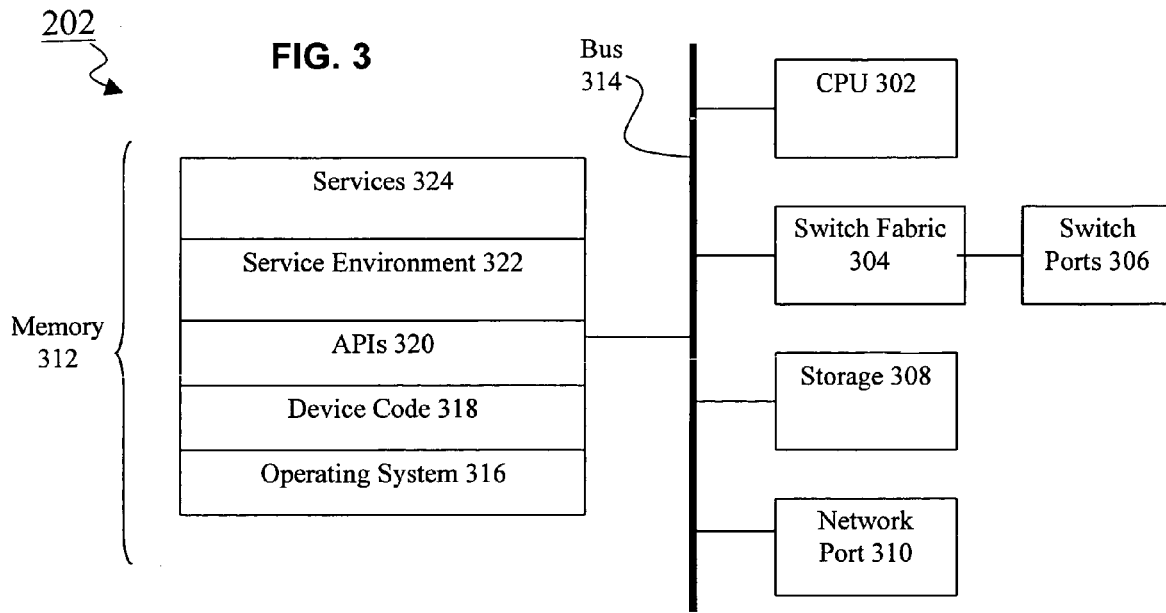 202
FIG. 3
Bus
314
CPU 302
Services 324
Switch Fabric
304
Switch
Ports 306
Service Environment 322
Memory
312
APIs 320
Storage 308
Device Code 318
Operating System 316
Network
Port 310